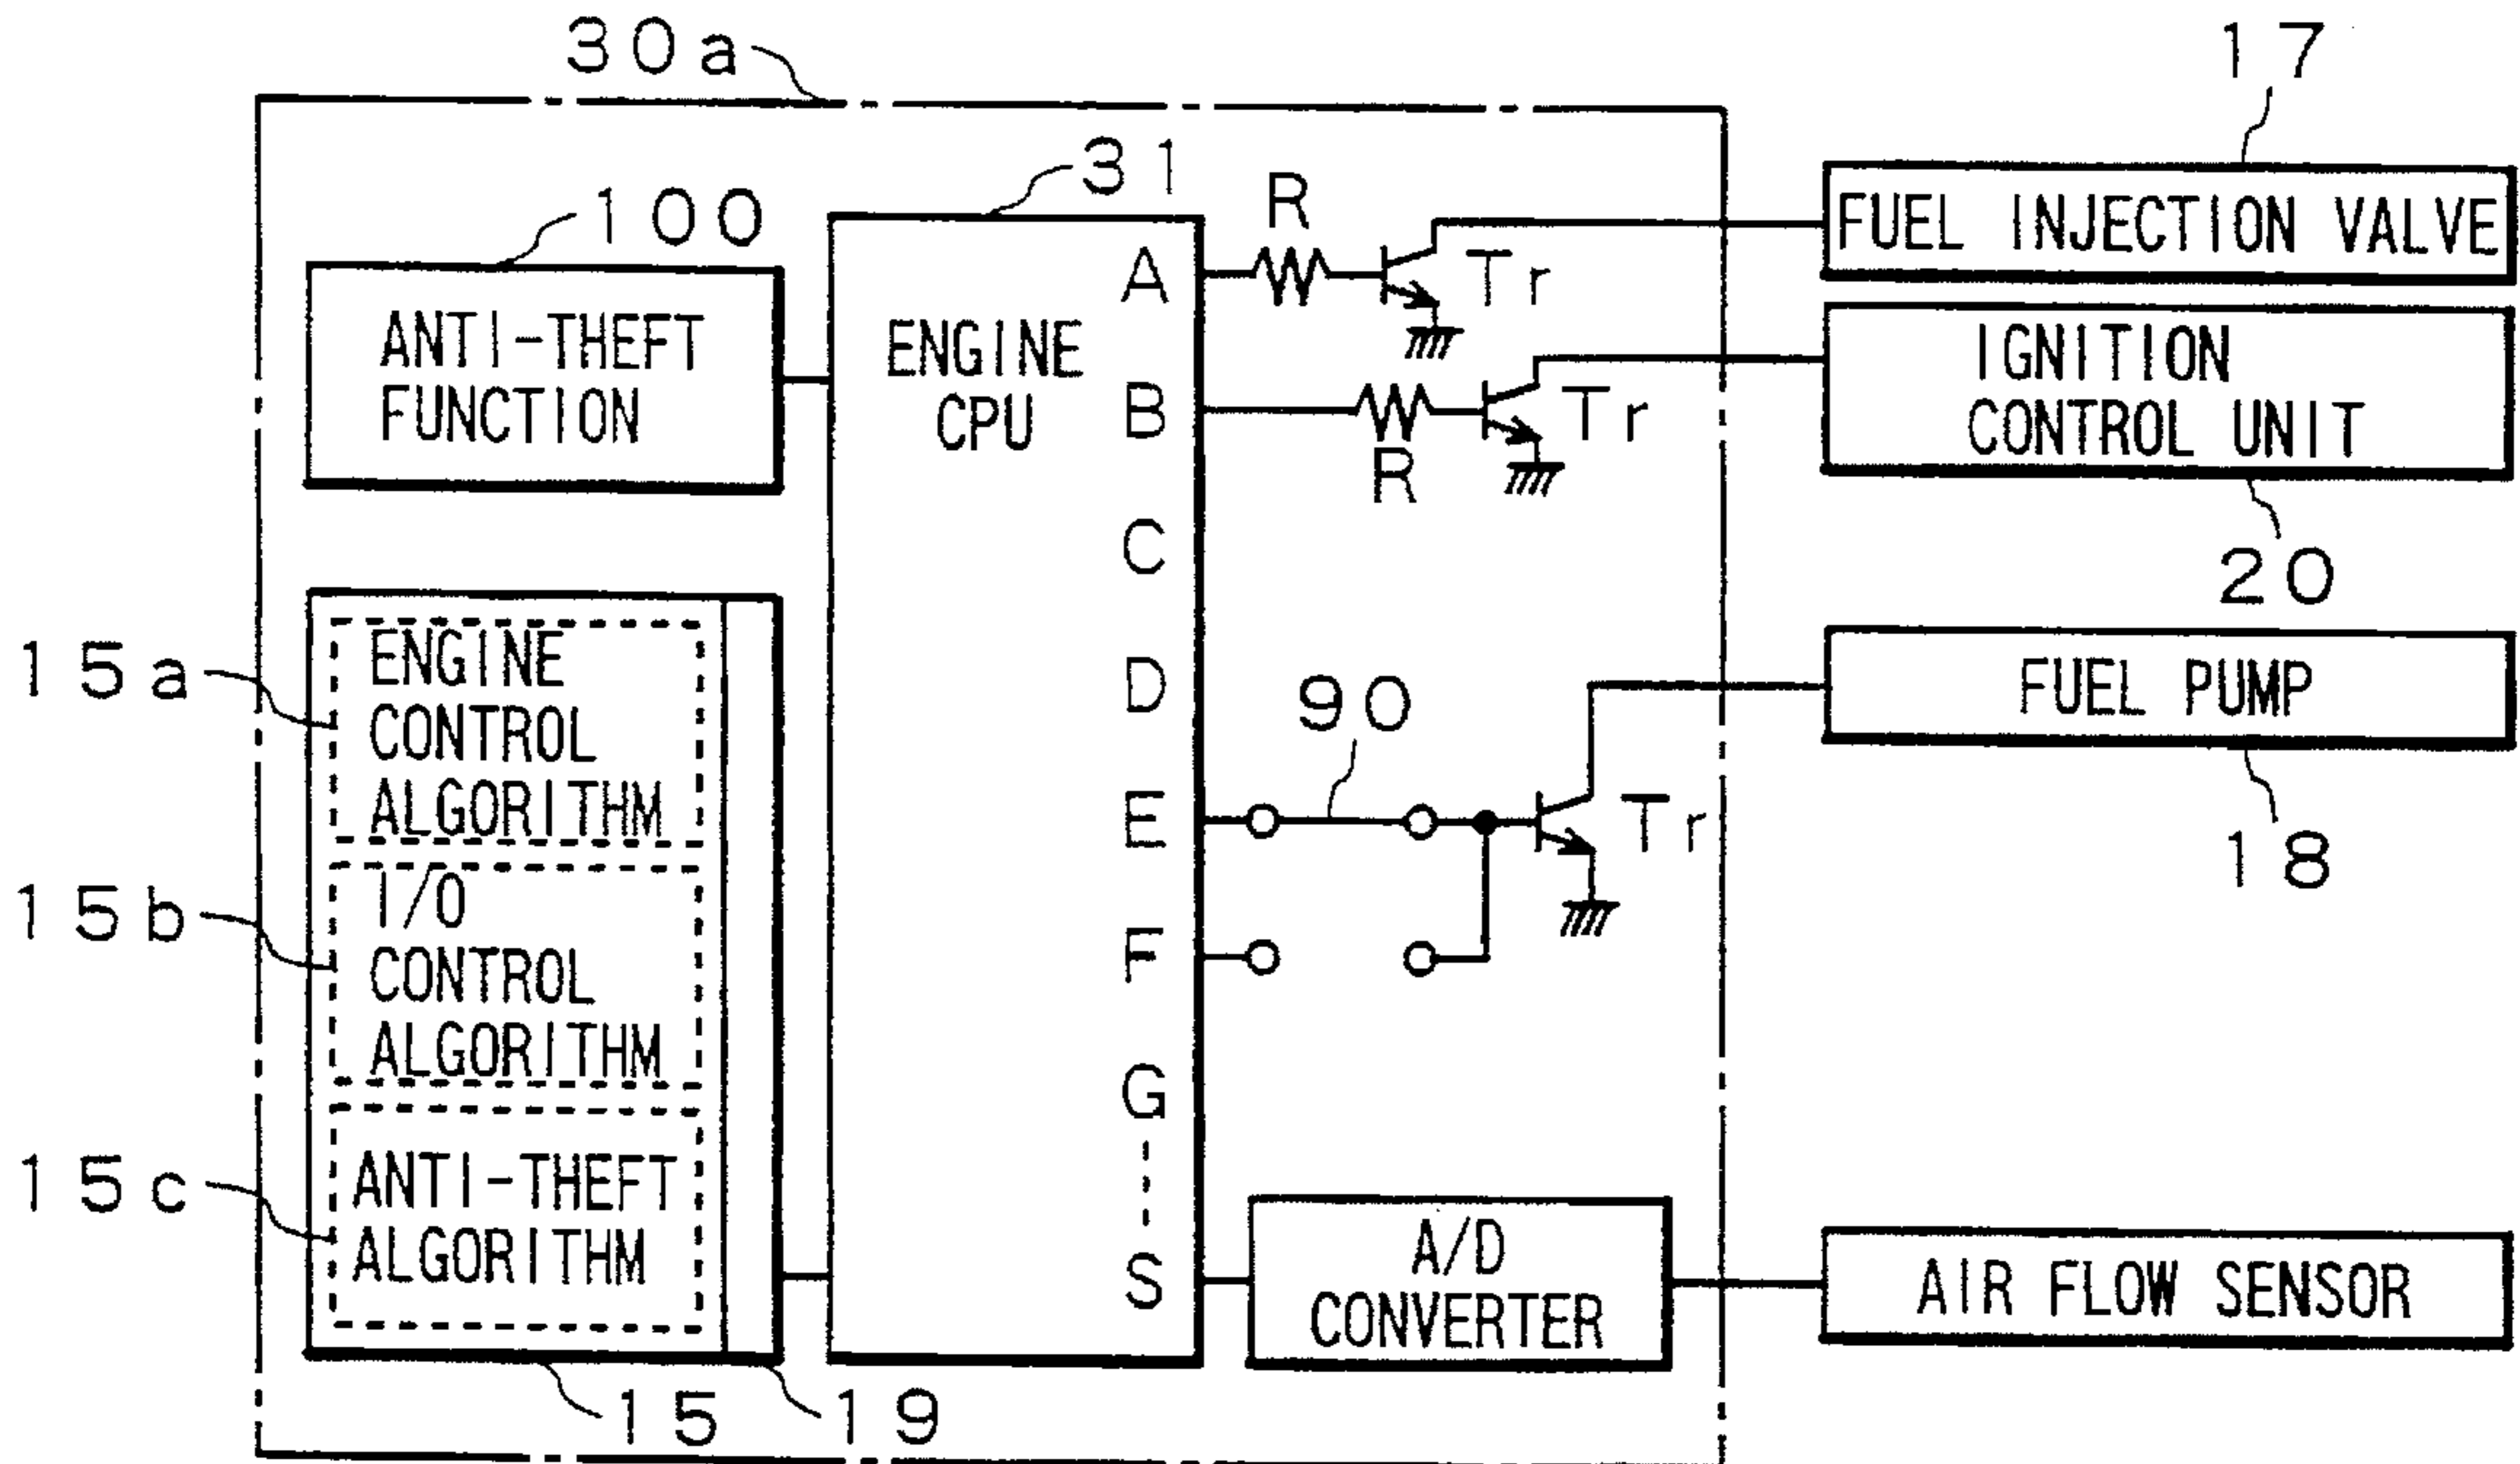 30a
17
31
R
100
FUEL INJECTION VALVE
A
Tr
ANTI-THEFT
FUNCTION
ENGINE
CPU
IGNITION
CONTROL UNIT
B
Tr
R
C
20
15a
ENGINE
CONTROL
ALGORITHM
D
90
FUEL PUMP
E
Tr
18
15b
I/O
CONTROL
ALGORITHM
F
G
15c
ANTI-THEFT
ALGORITHM
S
A/D
CONVERTER
AIR FLOW SENSOR
15
19